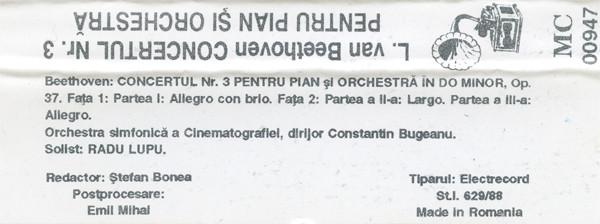 L. van Beethoven CONCERTUL Nr. 3
PENTRU PIAN ŞI ORCHESTRĂ
MC
00947
Beethoven: CONCERTUL Nr. 3 PENTRU PIAN şi ORCHESTRĂ ÎN DO MINOR, Op.
37. Faţa 1: Partea I: Allegro con brio. Faţa 2: Partea a II-a: Largo. Partea a III-a:
Allegro.
Orchestra simfonică a Cinematografiei, dirijor Constantin Bugeanu.
Solist: RADU LUPU.
Redactor: Ştefan Bonea
Postprocesare:
Emil Mihai
Tiparul: Electrecord
St.I. 629/88
Made in Romania